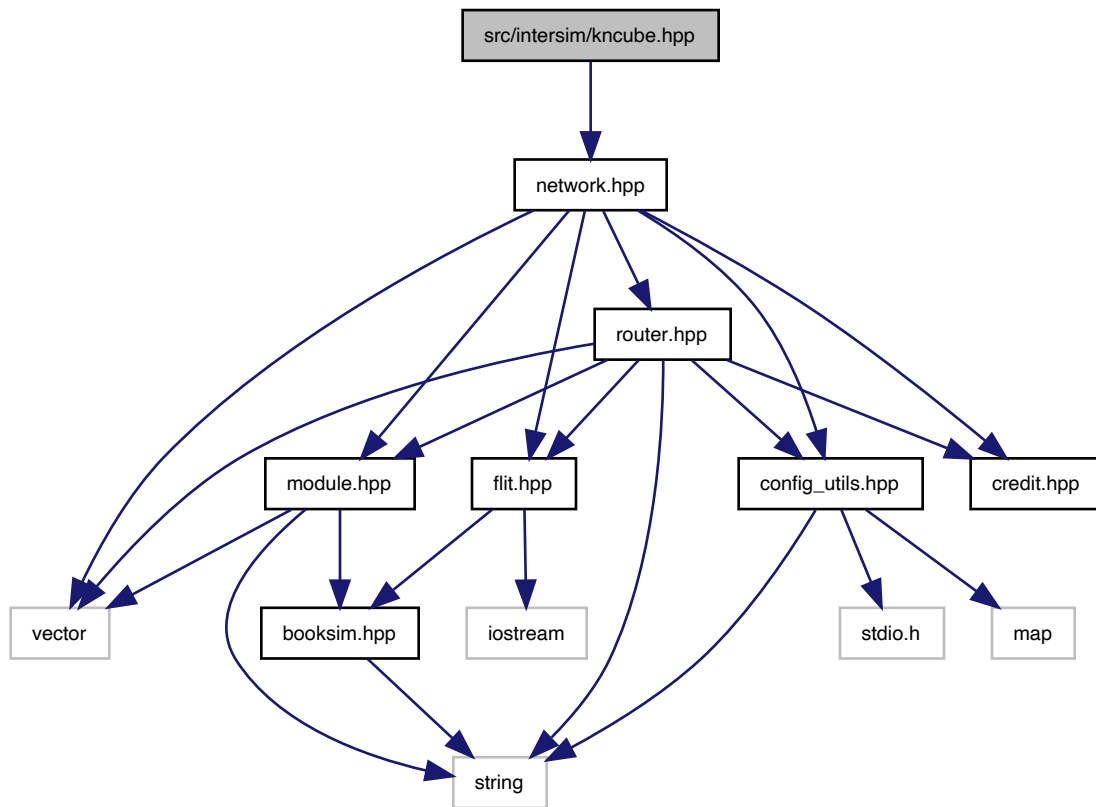 src/intersim/kncube.hpp
network.hpp
router.hpp
module.hpp
flit.hpp
config_utils.hpp
credit.hpp
vector
booksim.hpp
iostream
stdio.h
map
string